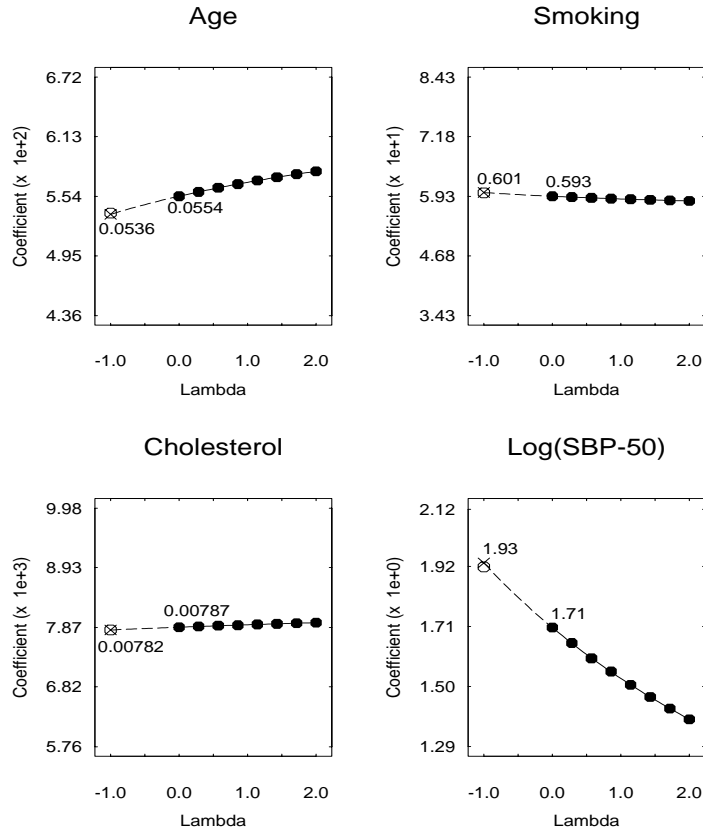 Age
Coefficient (x 1e+2)
6.72
6.13
5.54
4.95
4.36
0.0536
0.0554
-1.0 0.0 1.0 2.0
Lambda
Smoking
Coefficient (x 1e+1)
8.43
7.18
5.93
4.68
3.43
0.601
0.593
-1.0 0.0 1.0 2.0
Lambda
Cholesterol
Coefficient (x 1e+3)
9.98
8.93
7.87
6.82
5.76
0.00782
0.00787
-1.0 0.0 1.0 2.0
Lambda
Log(SBP-50)
Coefficient (x 1e+0)
2.12
1.92
1.71
1.50
1.29
1.93
1.71
-1.0 0.0 1.0 2.0
Lambda